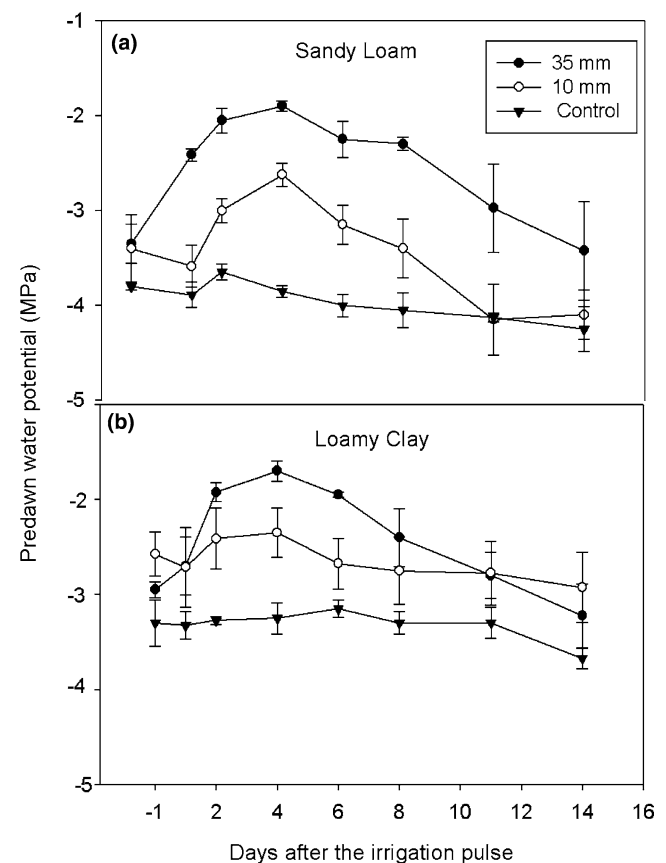 -1
(a)
Sandy Loam
35 mm
10 mm
Control
-2
-3
-4
-5
Predawn water potential (MPa)
(b)
Loamy Clay
-2
-3
-4
-5
-1 2 4 6 8 10 12 14 16
Days after the irrigation pulse